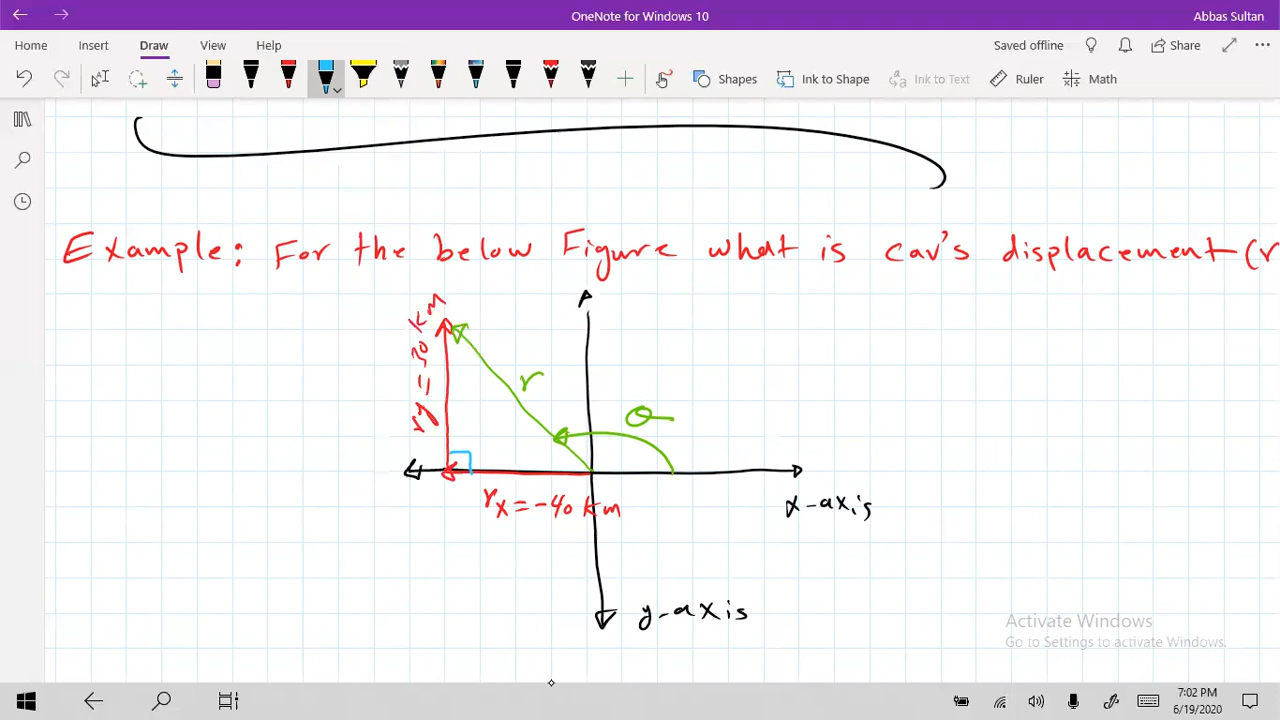 OneNote for Windows 10
Abbas Sultan
Home Insert Draw View Help
Saved offline
Share
Shapes
Ink to Shape
Ink to Text
Ruler
Math
Example: For the below Figure what is car's displacement (r
ry = 30 km
r
θ
rx = -40 km
x-axis
y-axis
Activate Windows
Go to Settings to activate Windows.
7:02 PM
6/19/2020